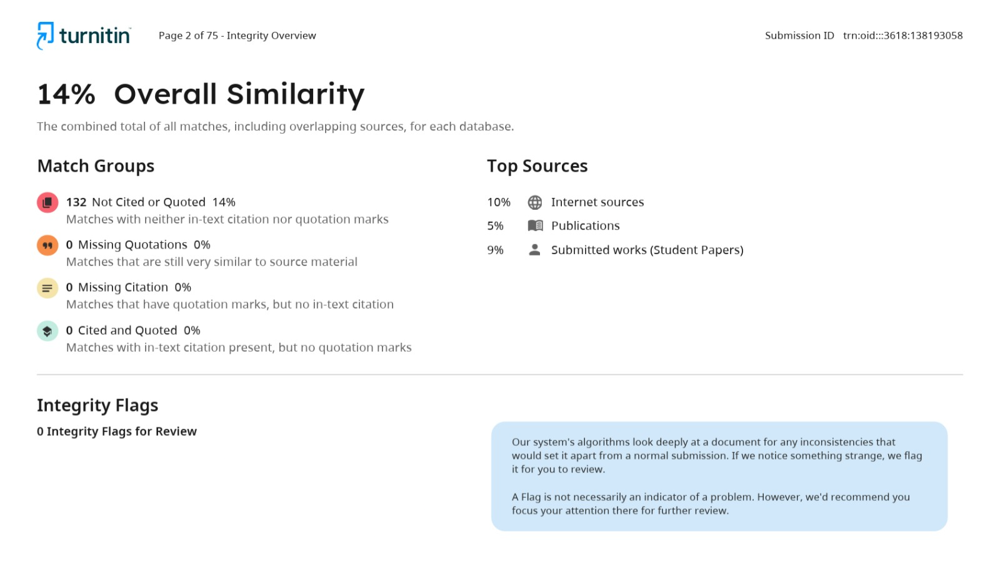 turnitin
Page 2 of 75 - Integrity Overview
Submission ID trn:oid:::3618:138193058
14% Overall Similarity
The combined total of all matches, including overlapping sources, for each database.
Match Groups
132 Not Cited or Quoted 14%
Matches with neither in-text citation nor quotation marks
0 Missing Quotations 0%
Matches that are still very similar to source material
0 Missing Citation 0%
Matches that have quotation marks, but no in-text citation
0 Cited and Quoted 0%
Matches with in-text citation present, but no quotation marks
Top Sources
10% Internet sources
5% Publications
9% Submitted works (Student Papers)
Integrity Flags
0 Integrity Flags for Review
Our system's algorithms look deeply at a document for any inconsistencies that
would set it apart from a normal submission. If we notice something strange, we flag
it for you to review.
A Flag is not necessarily an indicator of a problem. However, we'd recommend you
focus your attention there for further review.